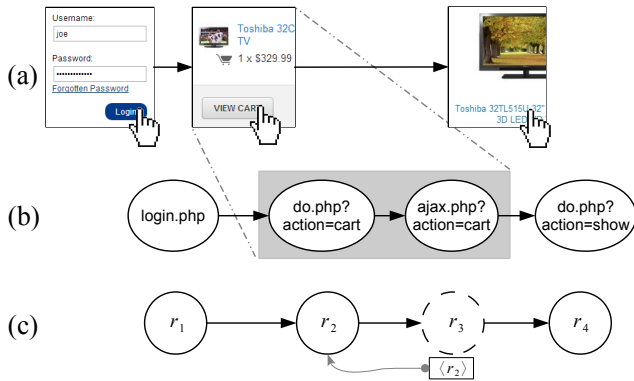 (a)
Username:
joe
Password:
Forgotten Password
Login
Toshiba 32C
TV
1 x $329.99
VIEW CART
Toshiba 32TL515U 32"
3D LED
(b)
login.php
do.php?
action=cart
ajax.php?
action=cart
do.php?
action=show
(c)
r1
r2
r3
r4
⟨r2⟩